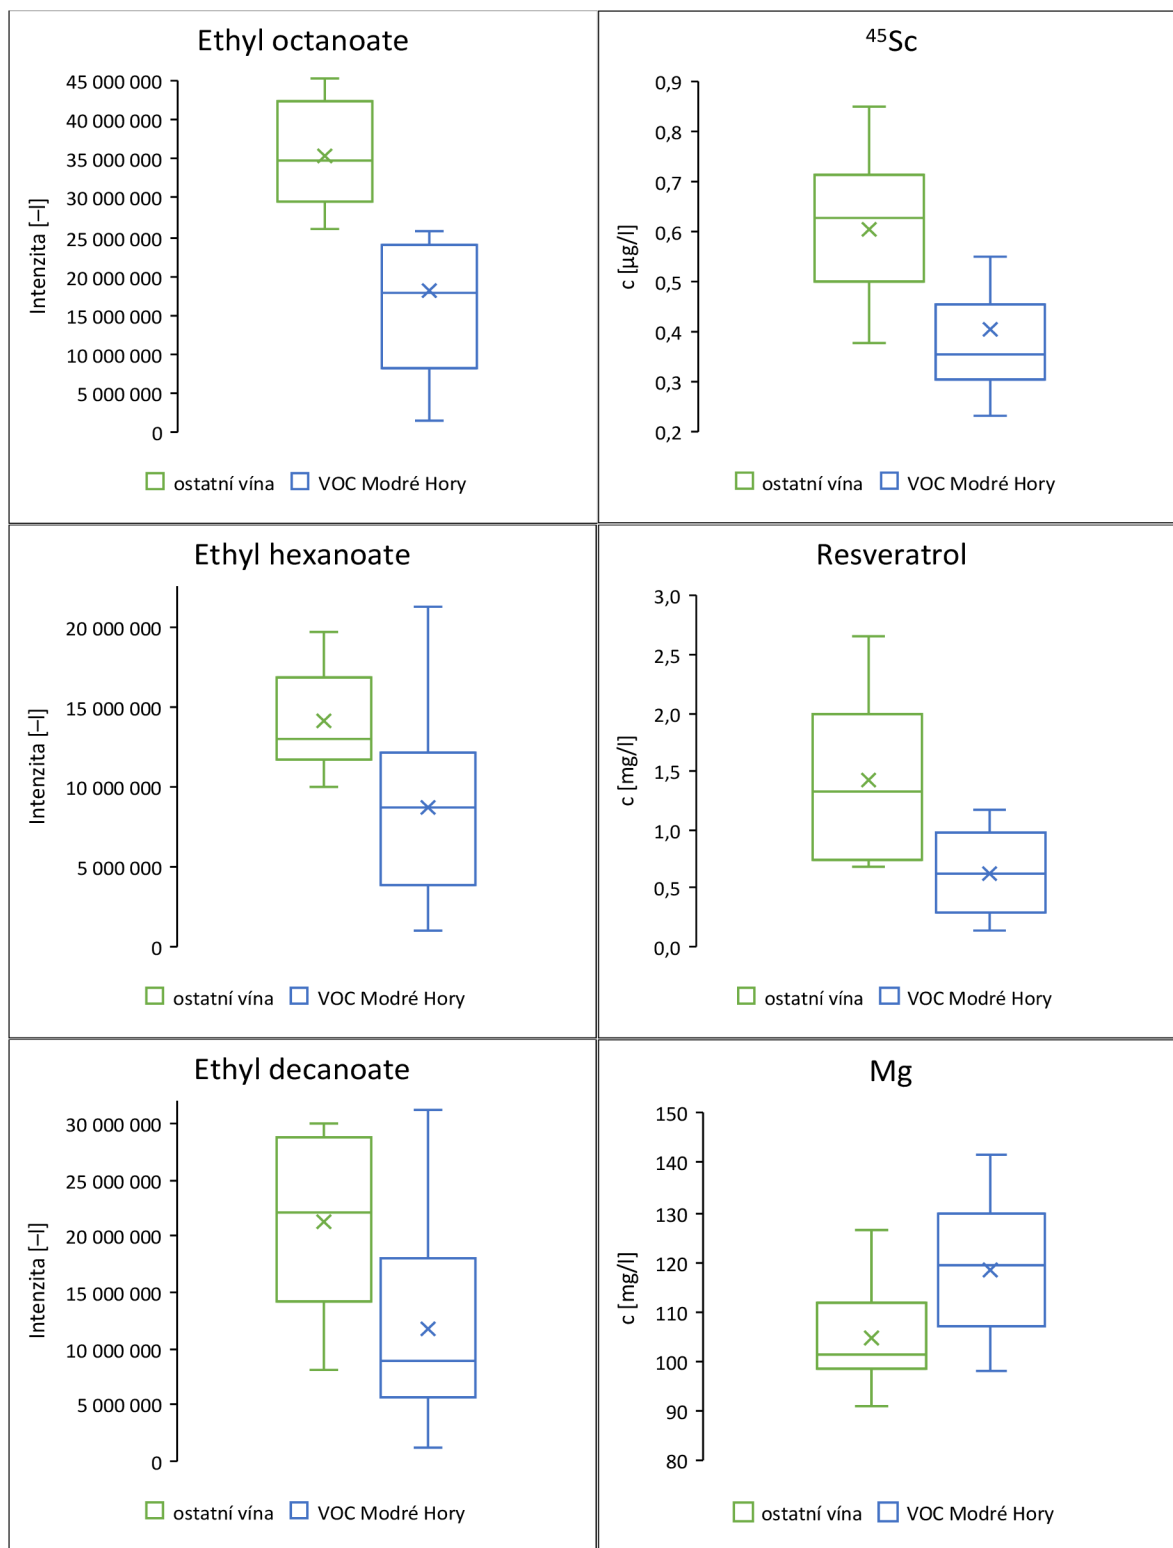 Ethyl octanoate
45 000 000
40 000 000
35 000 000
30 000 000
25 000 000
20 000 000
15 000 000
10 000 000
5 000 000
0
Intenzita [–l]
ostatní vína VOC Modré Hory
⁴⁵Sc
0,9
0,8
0,7
0,6
0,5
0,4
0,3
0,2
c [µg/l]
ostatní vína VOC Modré Hory
Ethyl hexanoate
20 000 000
15 000 000
10 000 000
5 000 000
0
Intenzita [–l]
ostatní vína VOC Modré Hory
Resveratrol
3,0
2,5
2,0
1,5
1,0
0,5
0,0
c [mg/l]
ostatní vína VOC Modré Hory
Ethyl decanoate
30 000 000
25 000 000
20 000 000
15 000 000
10 000 000
5 000 000
0
Intenzita [–l]
ostatní vína VOC Modré Hory
Mg
150
140
130
120
110
100
90
80
c [mg/l]
ostatní vína VOC Modré Hory